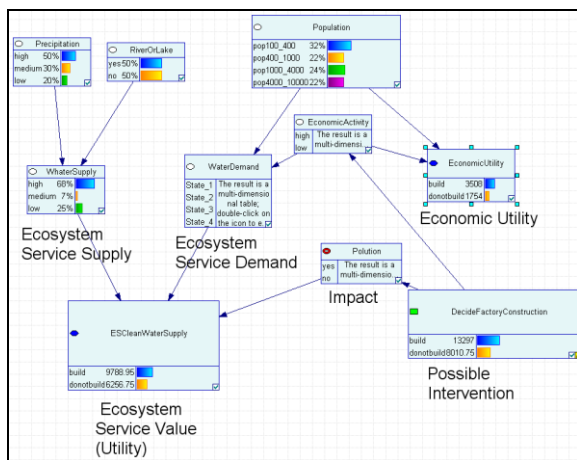 Precipitation
high 50%
medium 30%
low 20%
RiverOrLake
yes 50%
no 50%
Population
pop100_400 32%
pop400_1000 22%
pop1000_4000 24%
pop4000_10000 22%
EconomicActivity
high
low
The result is a
multi-dimensi...
WhaterSupply
high 68%
medium 7%
low 25%
WaterDemand
State_1
State_2
State_3
State_4
The result is a
multi-dimensio
nal table;
double-click on
the icon to e.
EconomicUtility
build 3508
donotbuild 1754
Economic Utility
Ecosystem
Service Supply
Ecosystem
Service Demand
Polution
yes
no
The result is a
multi-dimensio...
Impact
DecideFactoryConstruction
build 13297
donotbuild 8010.75
Possible
Intervention
ESCleanWaterSupply
build 9788.95
donotbuild 6256.75
Ecosystem
Service Value
(Utility)